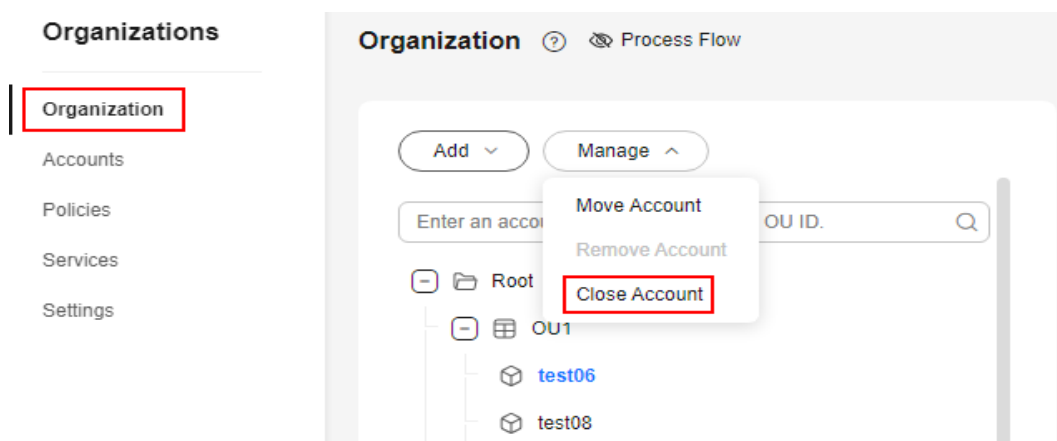 Organizations
Organization
Accounts
Policies
Services
Settings
Organization ? Process Flow
Add
Manage
Move Account
Remove Account
Close Account
Enter an accou OU ID.
Root
OU1
test06
test08